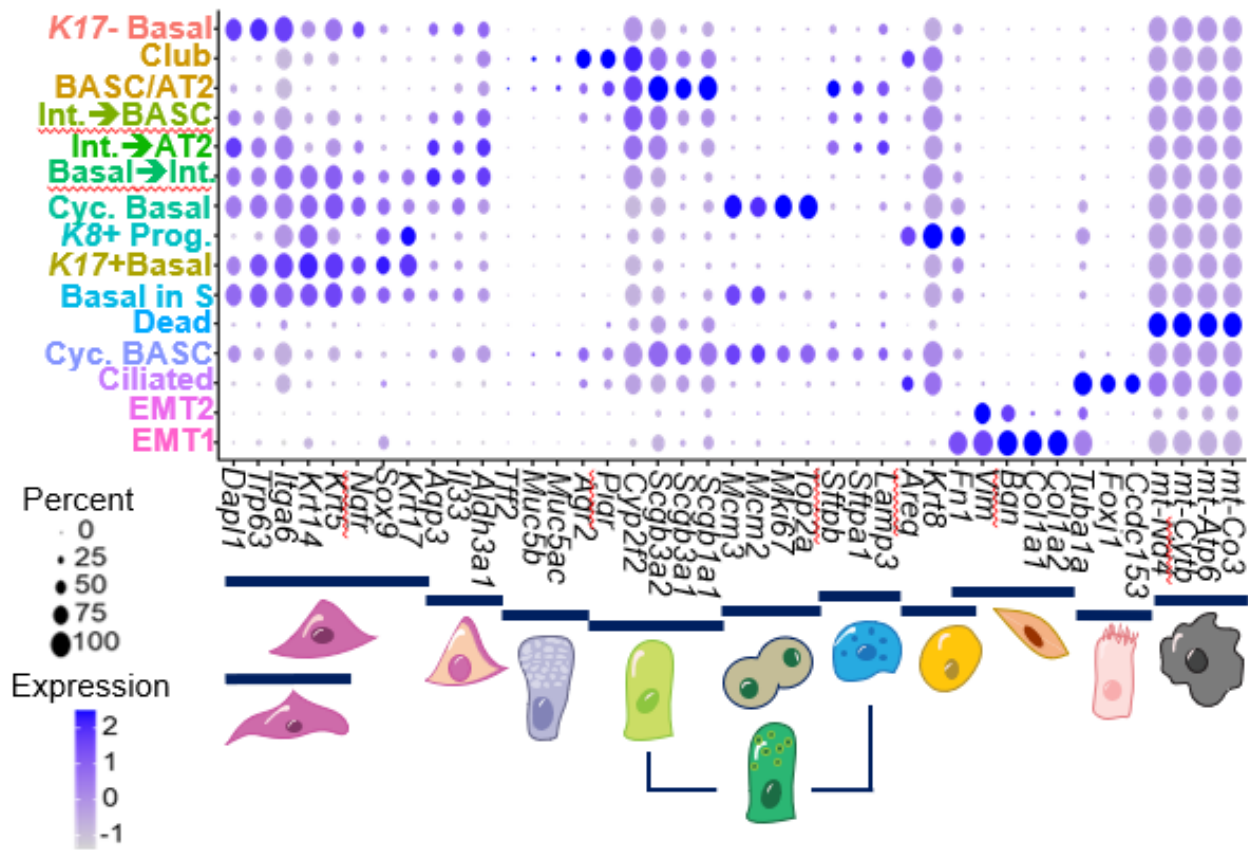 K17- Basal
Club
BASC/AT2
Int.➔BASC
Int.➔AT2
Basal➔Int.
Cyc. Basal
K8+ Prog.
K17+Basal
Basal in S
Dead
Cyc. BASC
Ciliated
EMT2
EMT1
Dapl1
Trp63
Itga6
Krt14
Krt5
Ngfr
Sox9
Krt17
Aqp3
Il33
Aldh3a1
Tff2
Muc5b
Muc5ac
Agr2
Pigr
Cyp2f2
Scgb3a2
Scgb3a1
Scgb1a1
Mcm3
Mcm2
Mki67
Top2a
Sftpb
Sftpa1
Lamp3
Areg
Krt8
Fn1
Vim
Bgn
Col1a1
Col1a2
Tuba1a
Foxj1
Ccdc153
mt-Nd4
mt-Cytb
mt-Atp6
mt-Co3
Percent
0
25
50
75
100
Expression
2
1
0
-1